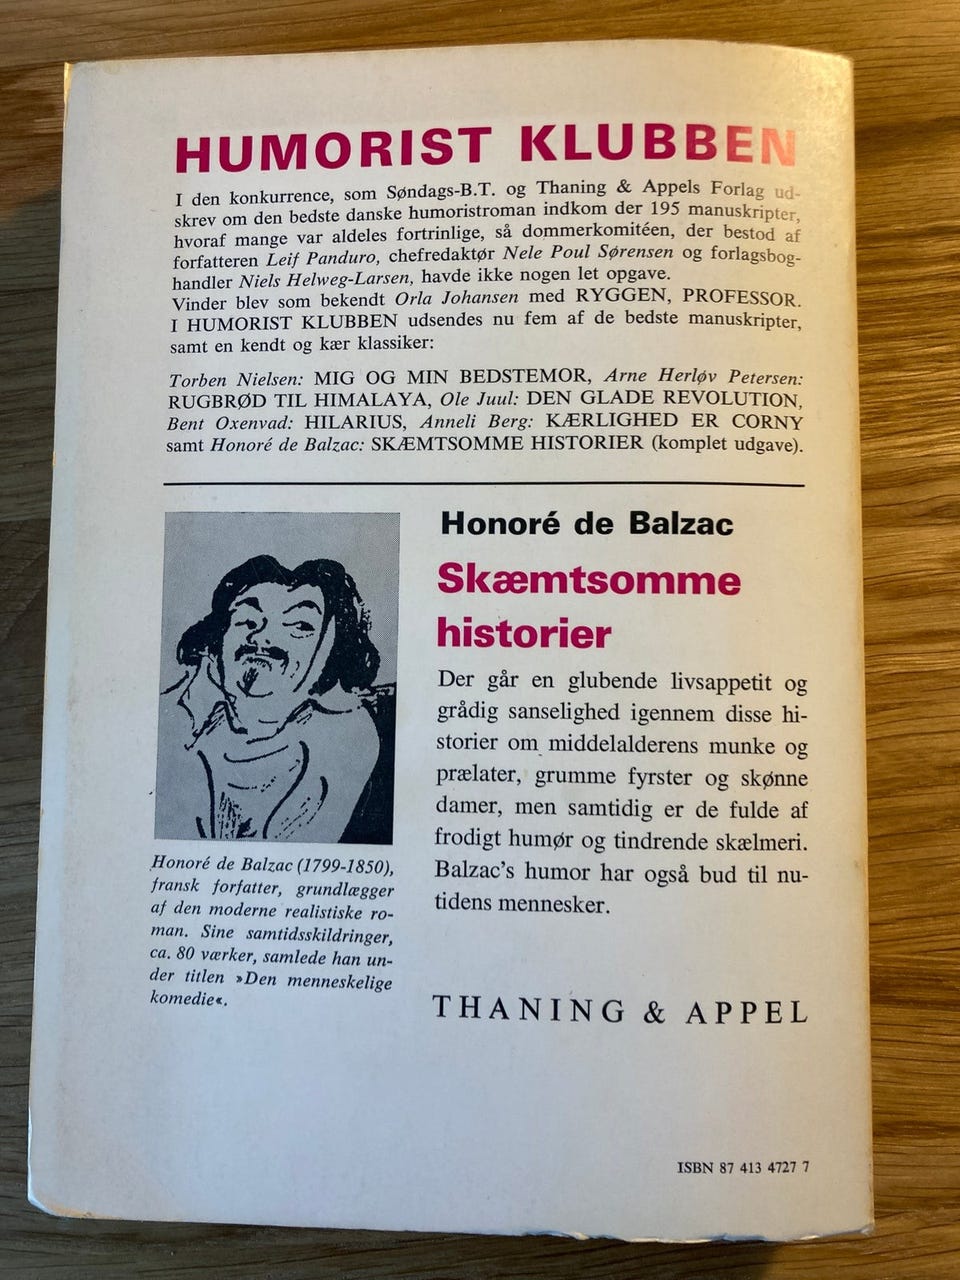 HUMORIST KLUBBEN
I den konkurrence, som Søndags-B.T. og Thaning & Appels Forlag ud-
skrev om den bedste danske humoristroman indkom der 195 manuskripter,
hvoraf mange var aldeles fortrinlige, så dommerkomitéen, der bestod af
forfatteren Leif Panduro, chefredaktør Nele Poul Sørensen og forlagsbog-
handler Niels Helweg-Larsen, havde ikke nogen let opgave.
Vinder blev som bekendt Orla Johansen med RYGGEN, PROFESSOR.
I HUMORIST KLUBBEN udsendes nu fem af de bedste manuskripter,
samt en kendt og kær klassiker:
Torben Nielsen: MIG OG MIN BEDSTEMOR, Arne Herløv Petersen:
RUGBRØD TIL HIMALAYA, Ole Juul: DEN GLADE REVOLUTION,
Bent Oxenvad: HILARIUS, Anneli Berg: KÆRLIGHED ER CORNY
samt Honoré de Balzac: SKÆMTSOMME HISTORIER (komplet udgave).
Honoré de Balzac
Skæmtsomme
historier
Der går en glubende livsappetit og
grådig sanselighed igennem disse hi-
storier om middelalderens munke og
prælater, grumme fyrster og skønne
damer, men samtidig er de fulde af
frodigt humør og tindrende skælmeri.
Balzac's humor har også bud til nu-
tidens mennesker.
Honoré de Balzac (1799-1850),
fransk forfatter, grundlægger
af den moderne realistiske ro-
man. Sine samtidsskildringer,
ca. 80 værker, samlede han un-
der titlen »Den menneskelige
komedie«.
THANING & APPEL
ISBN 87 413 4727 7